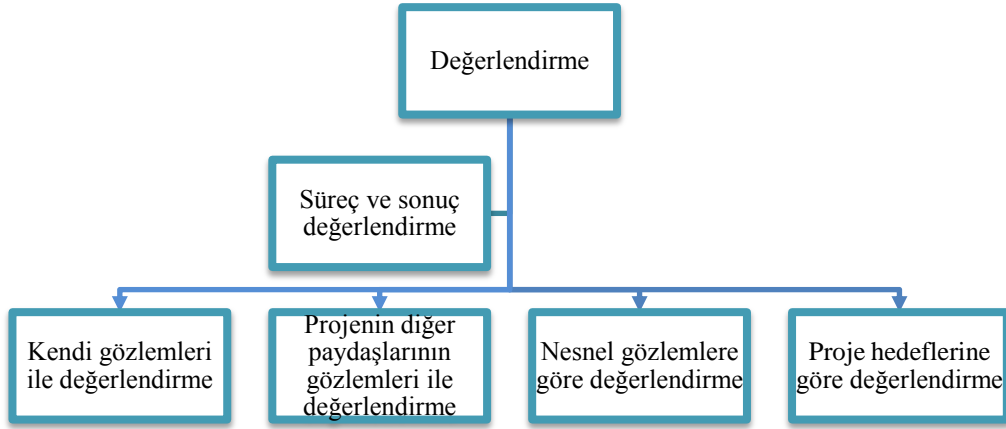 Değerlendirme
Süreç ve sonuç
değerlendirme
Kendi gözlemleri
ile değerlendirme
Projenin diğer
paydaşlarının
gözlemleri ile
değerlendirme
Nesnel gözlemlere
göre değerlendirme
Proje hedeflerine
göre değerlendirme